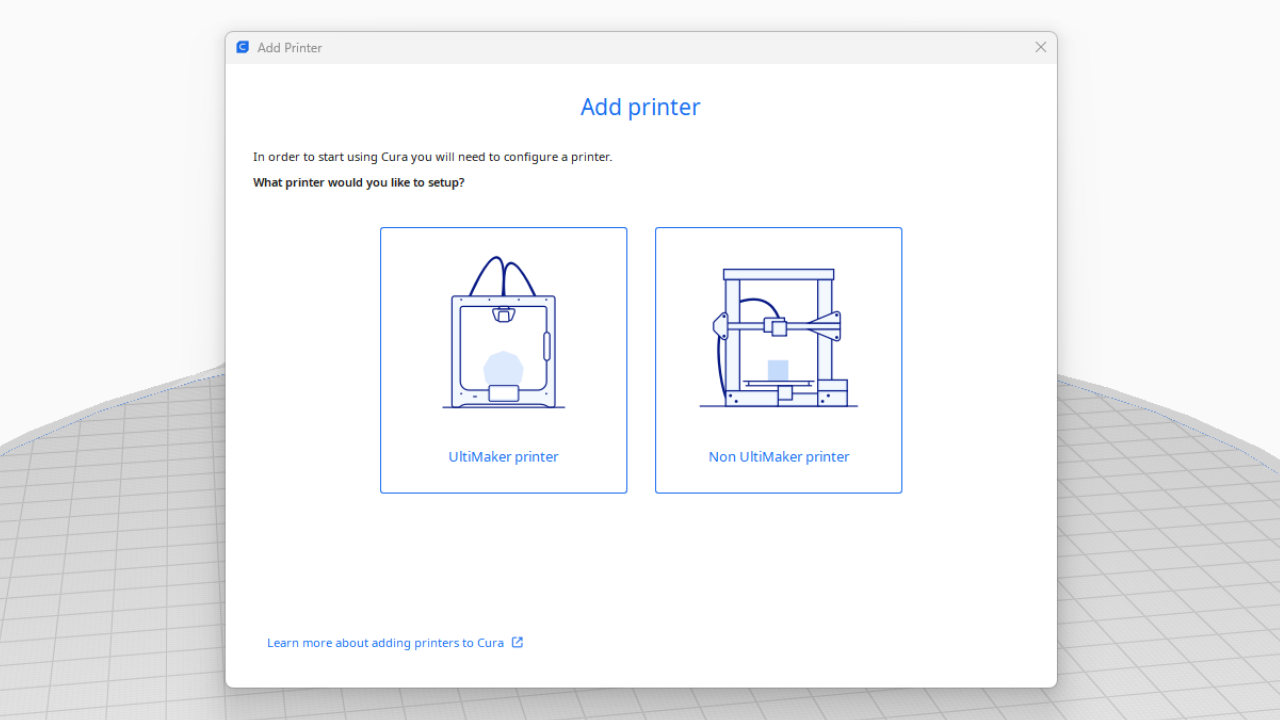 Add Printer
Add printer
In order to start using Cura you will need to configure a printer.
What printer would you like to setup?
UltiMaker printer
Non UltiMaker printer
Learn more about adding printers to Cura